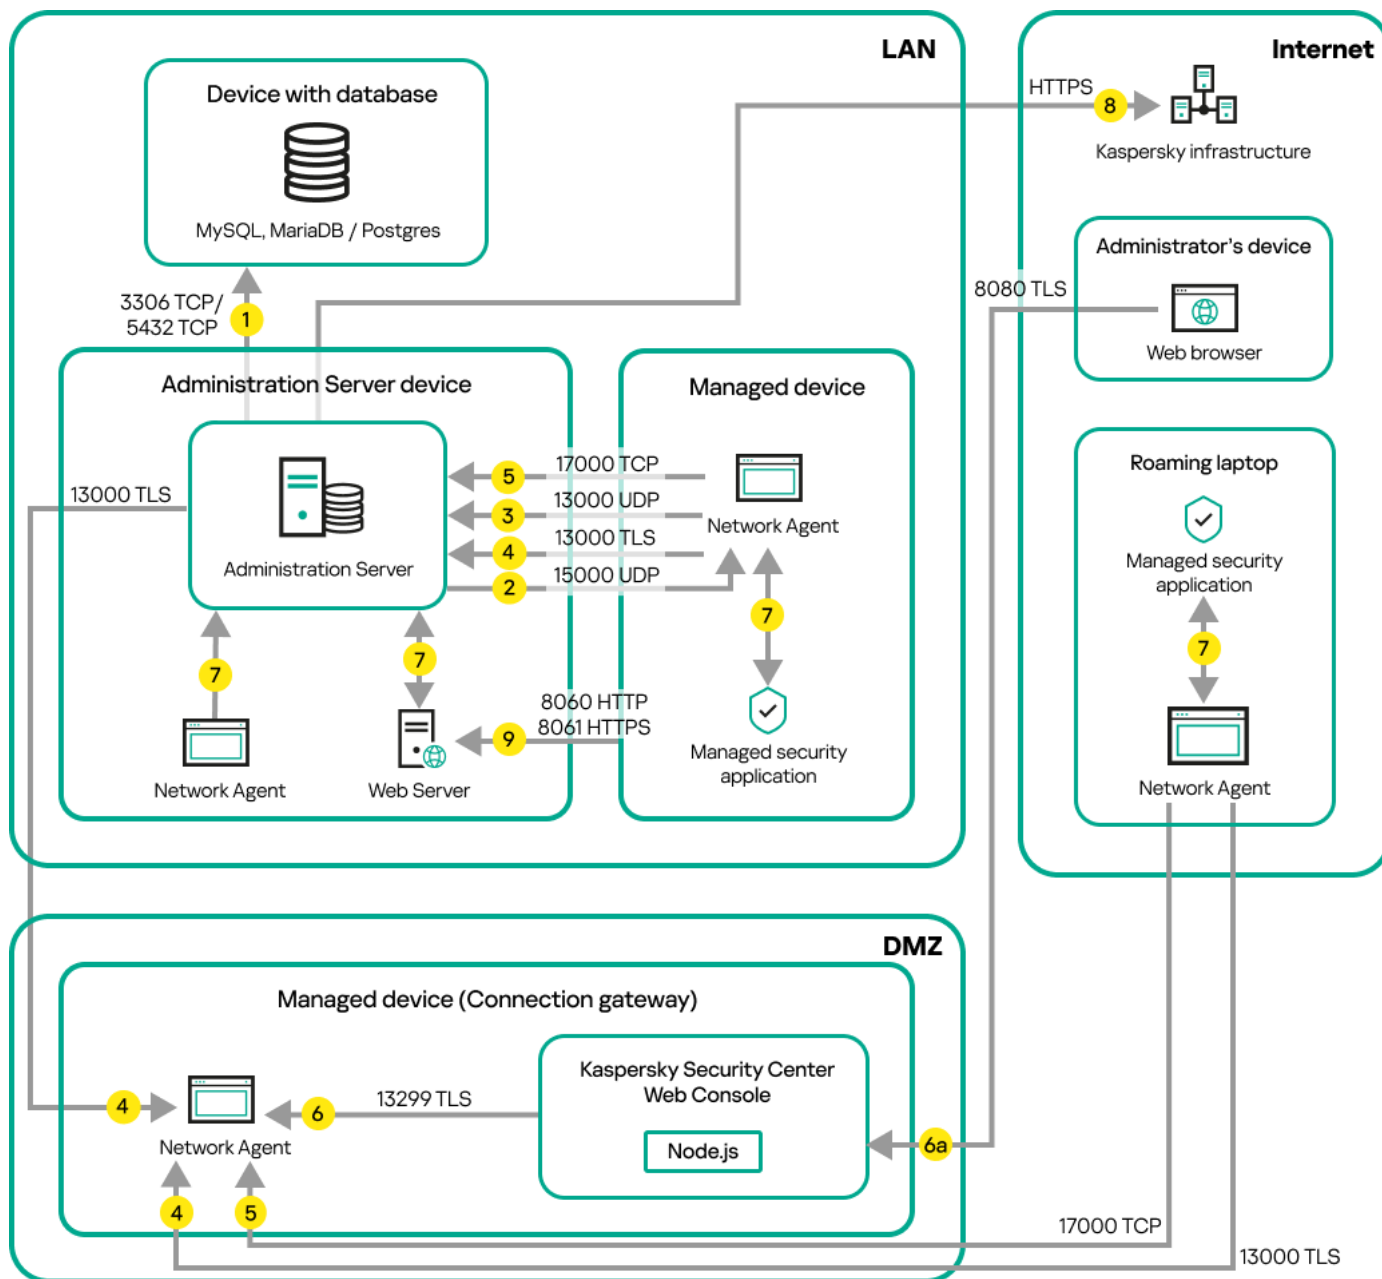 LAN
Internet
Device with database
MySQL, MariaDB / Postgres
HTTPS
8
Kaspersky infrastructure
Administrator's device
8080 TLS
Web browser
3306 TCP/
5432 TCP
1
Administration Server device
Managed device
13000 TLS
Administration Server
5
17000 TCP
3
13000 UDP
4
13000 TLS
2
15000 UDP
Network Agent
7
7
7
Network Agent
Web Server
8060 HTTP
8061 HTTPS
9
Managed security
application
Roaming laptop
Managed security
application
7
Network Agent
DMZ
Managed device (Connection gateway)
4
Network Agent
6
13299 TLS
Kaspersky Security Center
Web Console
Node.js
6a
4
5
17000 TCP
13000 TLS